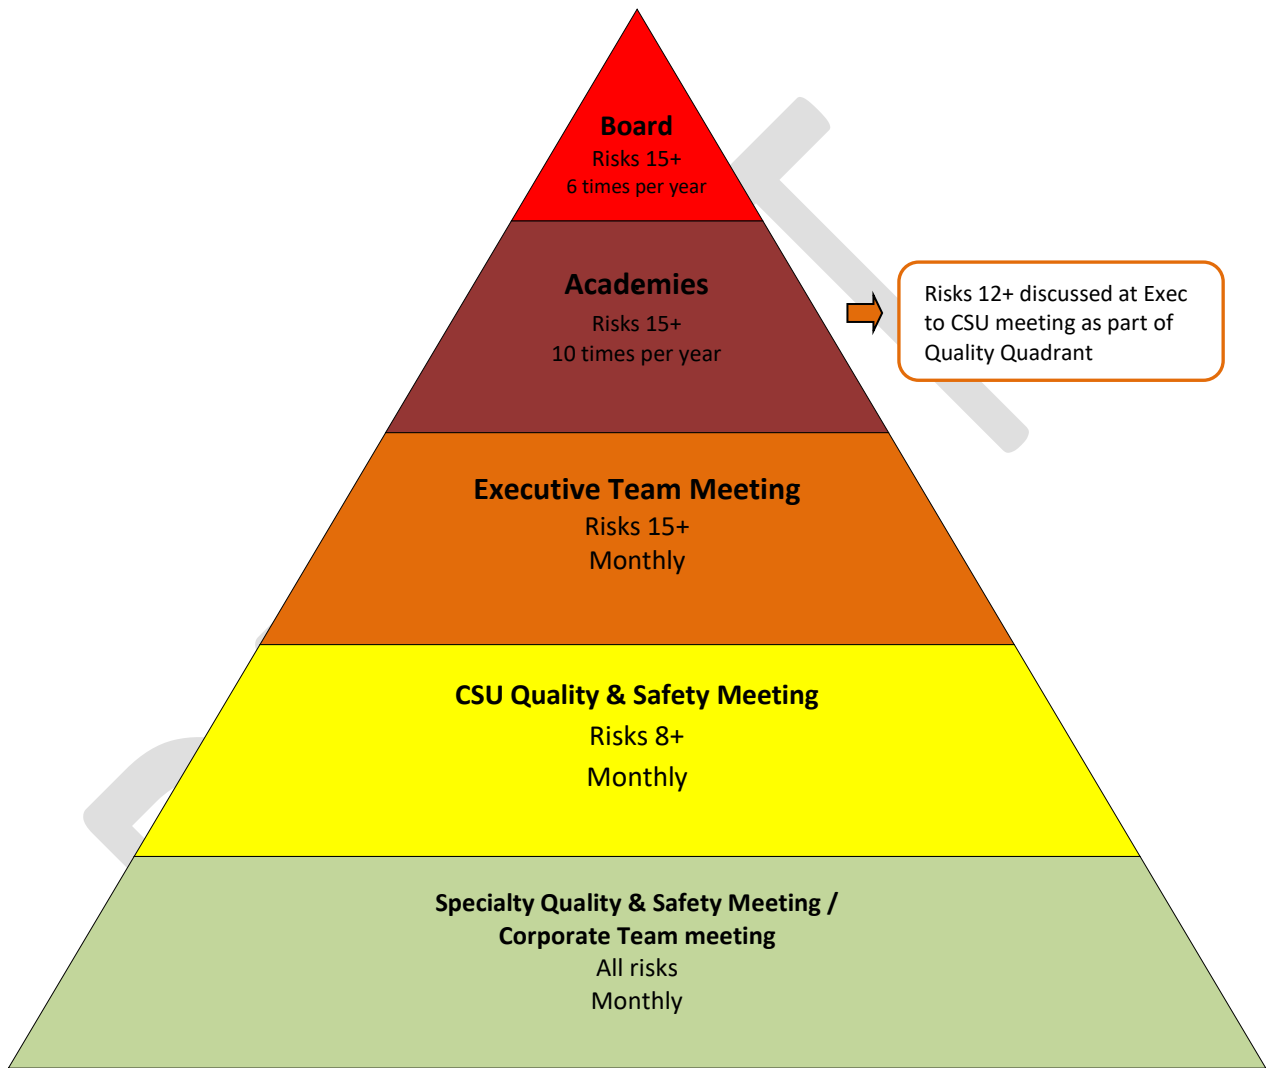 Board
Risks 15+
6 times per year
Academies
Risks 15+
10 times per year
Risks 12+ discussed at Exec
to CSU meeting as part of
Quality Quadrant
Executive Team Meeting
Risks 15+
Monthly
CSU Quality & Safety Meeting
Risks 8+
Monthly
Specialty Quality & Safety Meeting /
Corporate Team meeting
All risks
Monthly